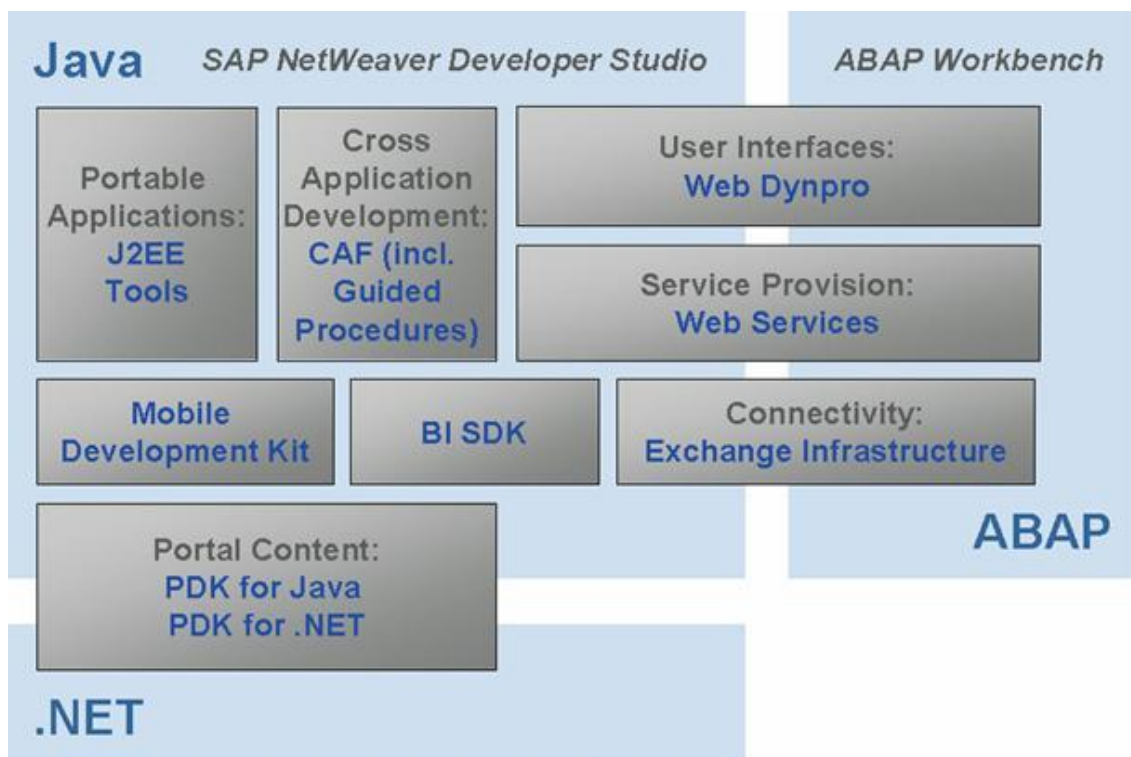 Java
SAP NetWeaver Developer Studio
ABAP Workbench
Portable
Applications:
J2EE
Tools
Cross
Application
Development:
CAF (incl.
Guided
Procedures)
User Interfaces:
Web Dynpro
Service Provision:
Web Services
Mobile
Development Kit
BI SDK
Connectivity:
Exchange Infrastructure
ABAP
Portal Content:
PDK for Java
PDK for .NET
.NET